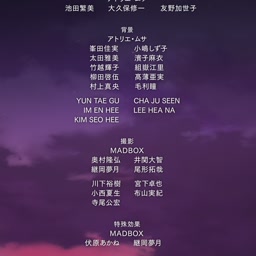 池田繁美 大久保修一 友野加世子
背景
アトリエ・ムサ
峯田佳実 小嶋しず子
太田雅美 濱子麻衣
竹越輝子 組嶽江里
柳田啓伍 高薄亜実
村上真央 毛利瞳
YUN TAE GU CHA JU SEEN
IM EN HEE LEE HEA NA
KIM SEO HEE
撮影
MADBOX
奥村隆弘 井関大智
継岡夢月 尾形拓哉
川下裕樹 宮下卓也
小西夏生 布山実紀
寺尾公宏
特殊効果
MADBOX
伏原あかね 継岡夢月